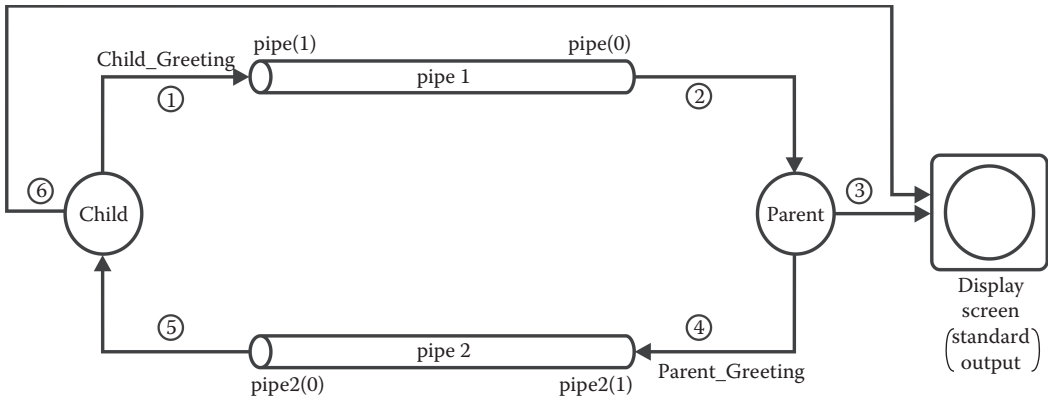 pipe(1)
pipe(0)
Child_Greeting
pipe 1
①
②
⑥
③
Child
Parent
Display
screen
(standard
output)
⑤
④
pipe 2
pipe2(0)
pipe2(1)
Parent_Greeting